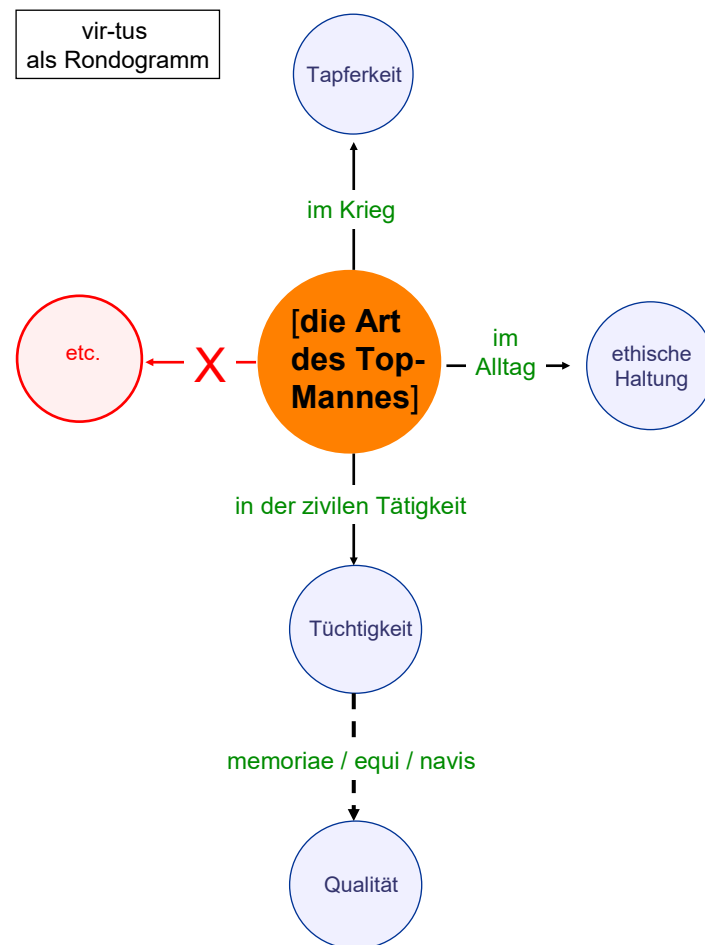 vir-tus
als Rondogramm
Tapferkeit
im Krieg
etc.
X
[die Art
des Top-
Mannes]
im
Alltag
ethische
Haltung
in der zivilen Tätigkeit
Tüchtigkeit
memoriae / equi / navis
Qualität